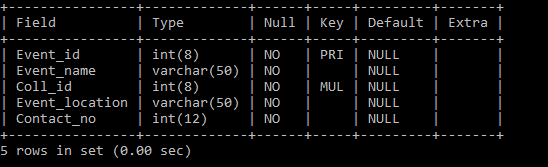 +----------------+-------------+------+-----+---------+-------+
| Field          | Type        | Null | Key | Default | Extra |
+----------------+-------------+------+-----+---------+-------+
| Event_id       | int(8)      | NO   | PRI | NULL    |       |
| Event_name     | varchar(50) | NO   |     | NULL    |       |
| Coll_id        | int(8)      | NO   | MUL | NULL    |       |
| Event_location | varchar(50) | NO   |     | NULL    |       |
| Contact_no     | int(12)     | NO   |     | NULL    |       |
+----------------+-------------+------+-----+---------+-------+
5 rows in set (0.00 sec)